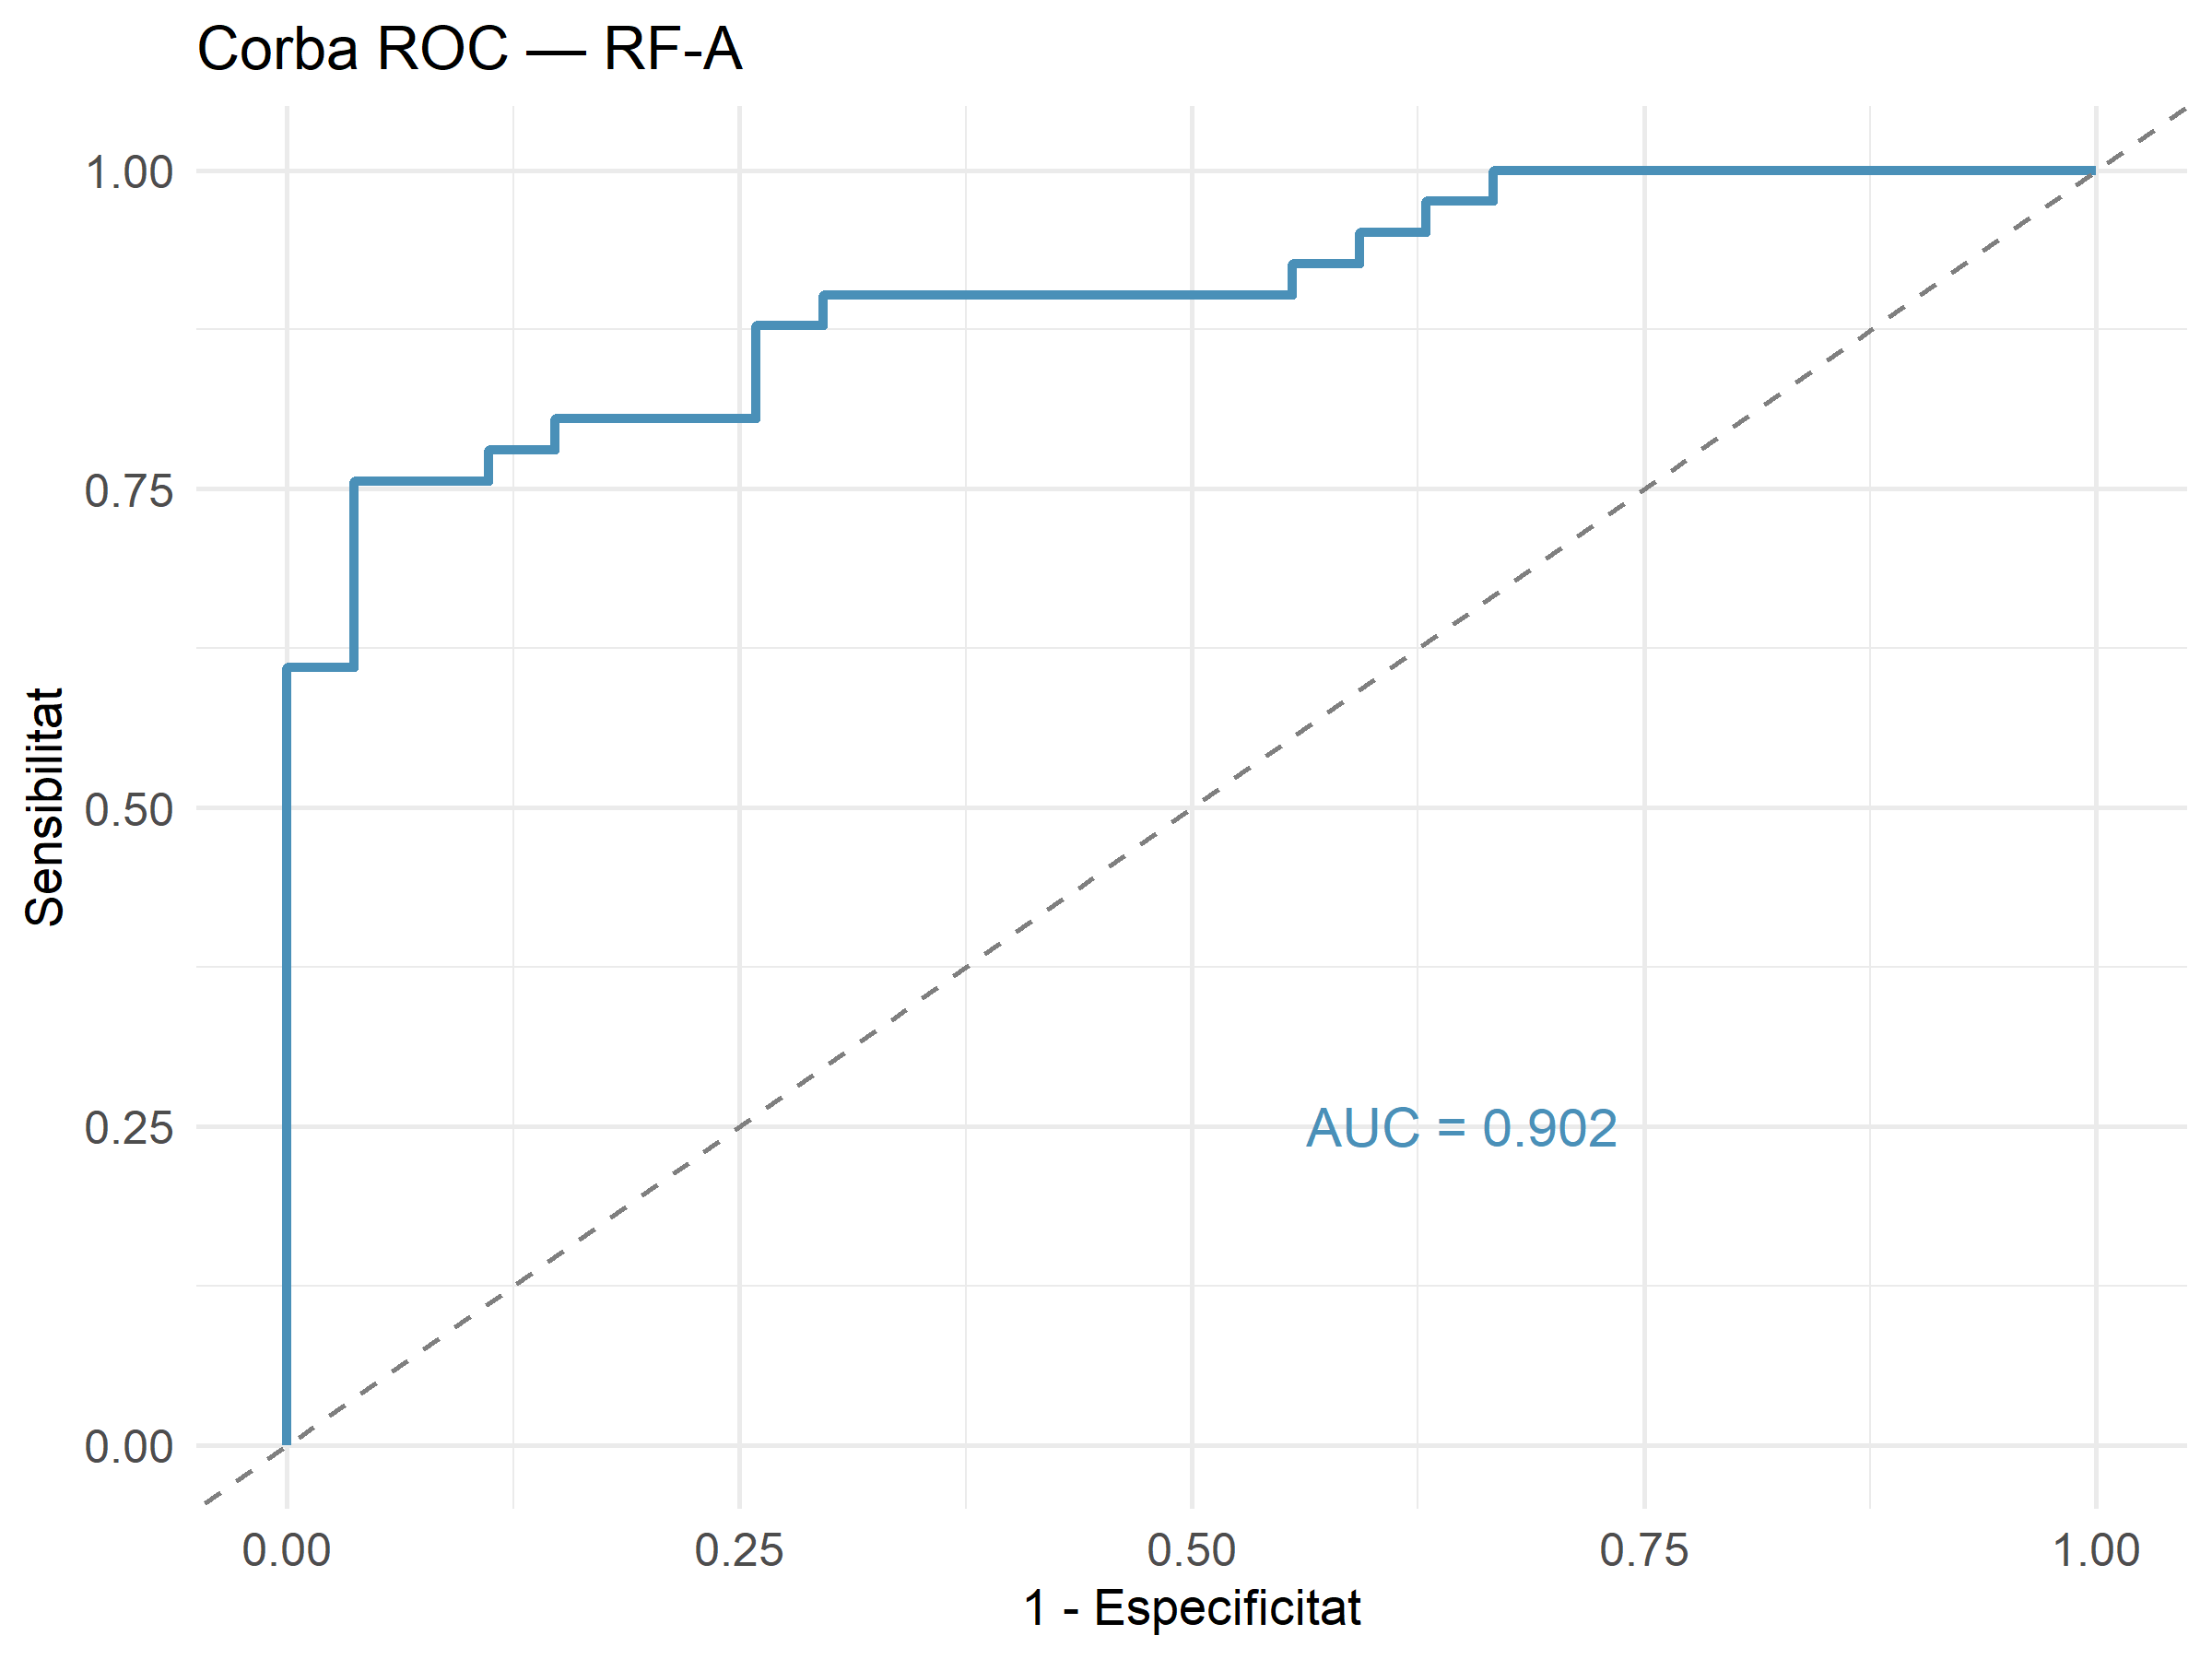 Corba ROC — RF-A
1.00
0.75
0.50
0.25
0.00
Sensibilitat
AUC = 0.902
0.00 0.25 0.50 0.75 1.00
1 - Especificitat